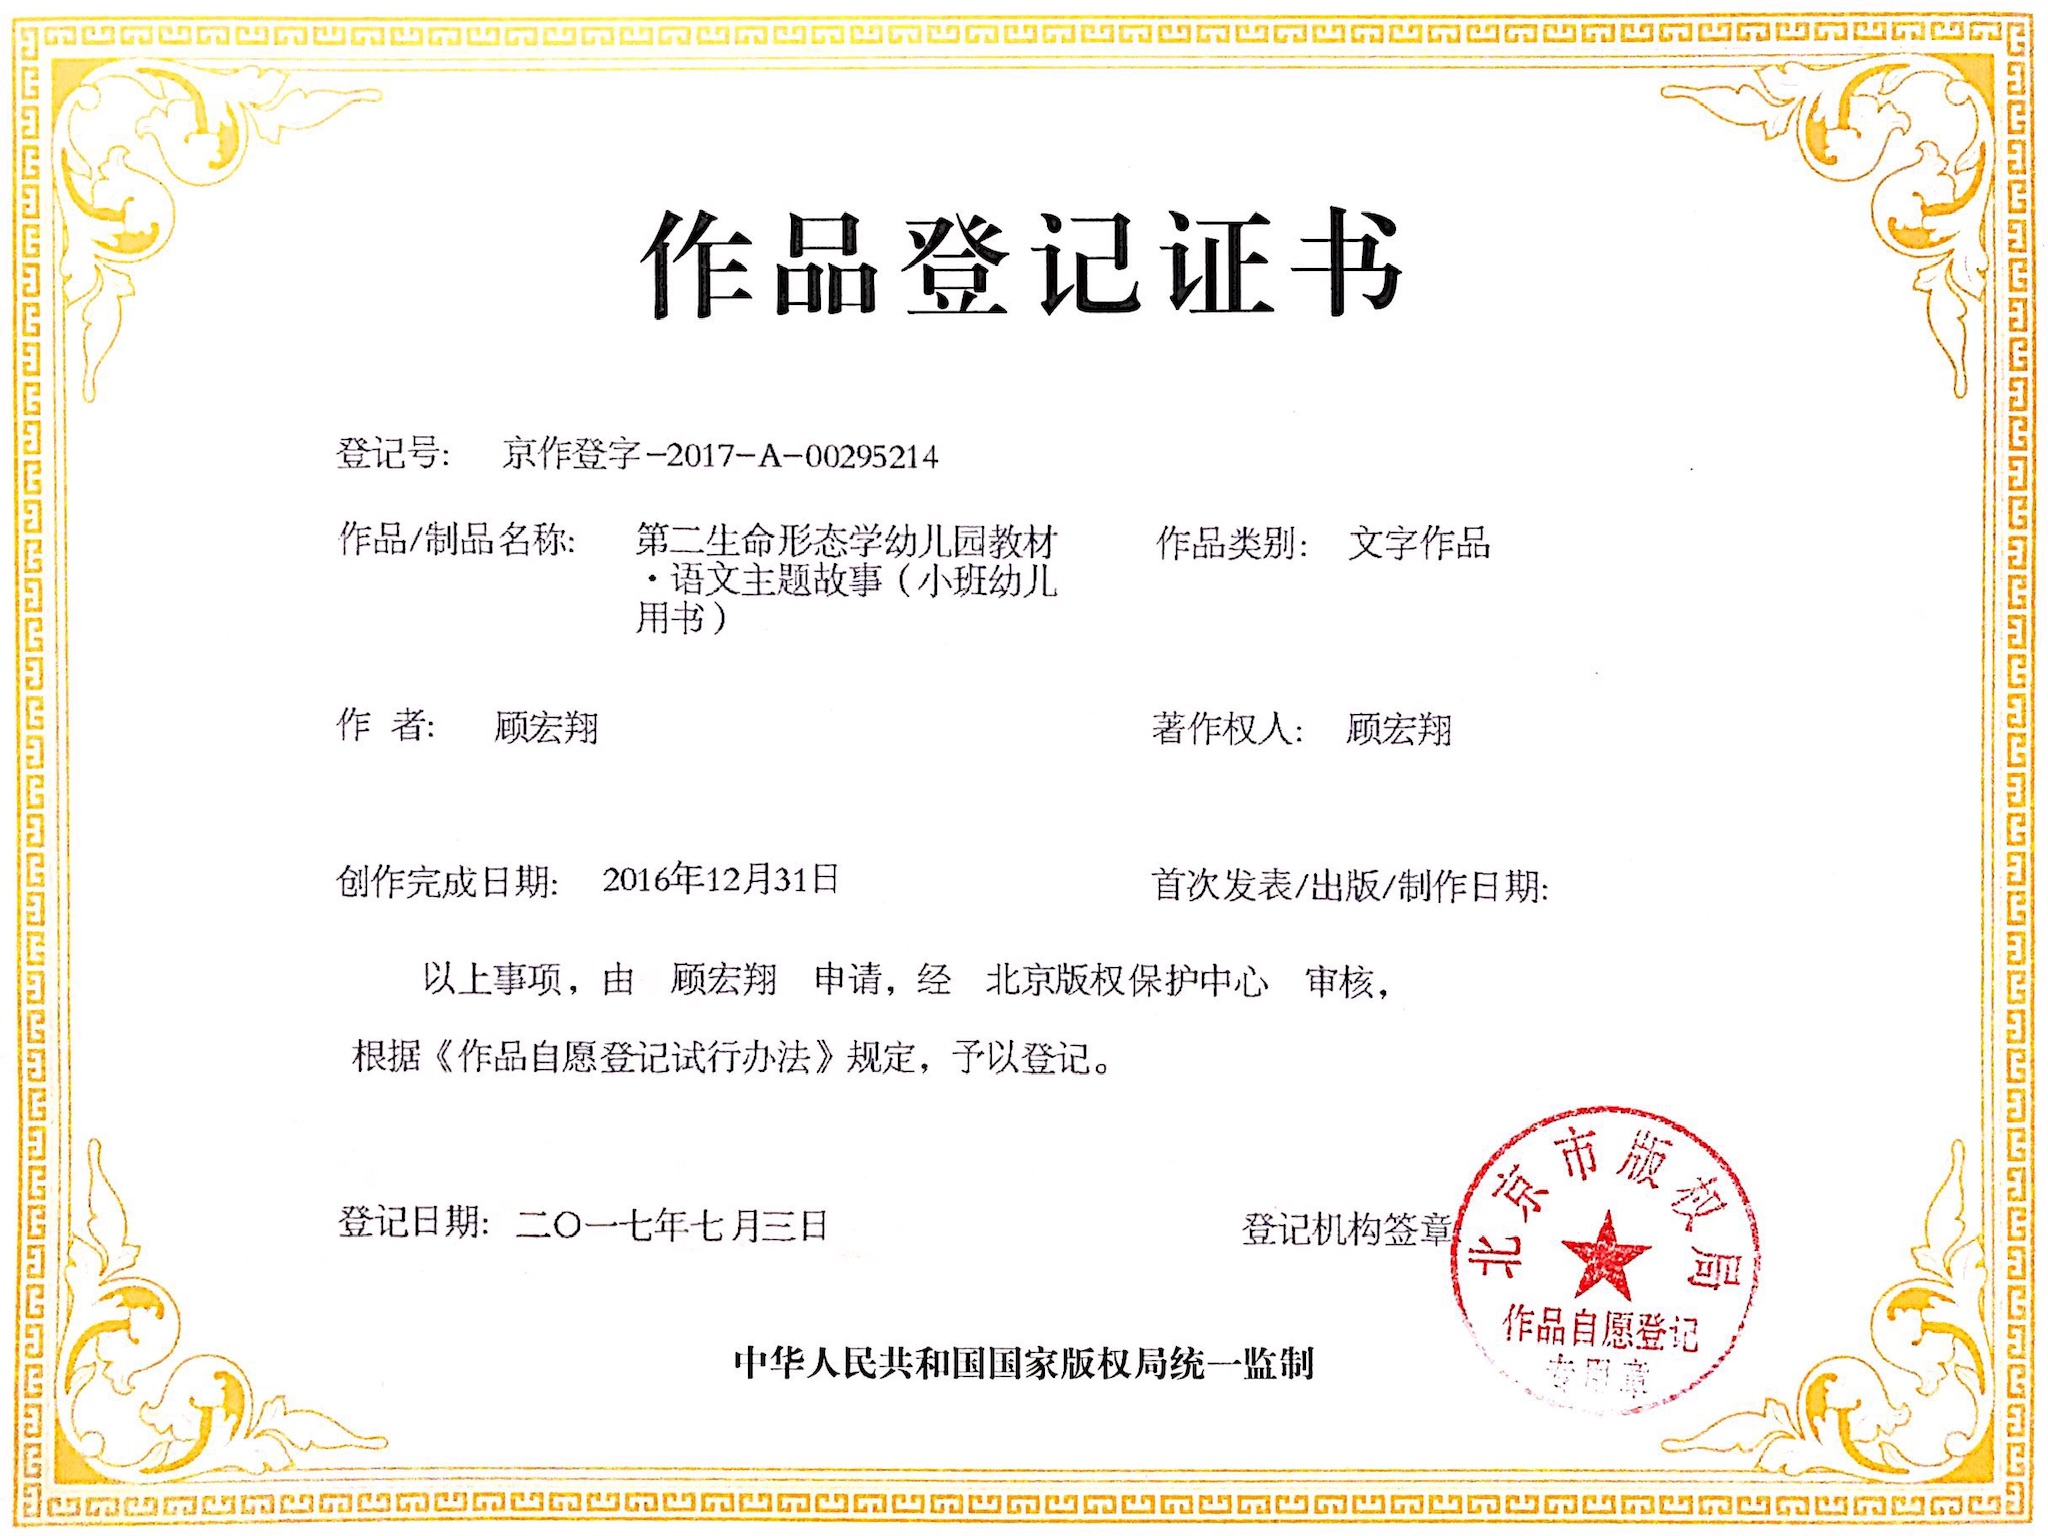 作品登记证书
登记号: 京作登字-2017-A-00295214
作品/制品名称: 第二生命形态学幼儿园教材
·语文主题故事（小班幼儿
用书）
作品类别: 文字作品
作 者: 顾宏翔
著作权人: 顾宏翔
创作完成日期: 2016年12月31日
首次发表/出版/制作日期:
以上事项，由 顾宏翔 申请，经 北京版权保护中心 审核，
根据《作品自愿登记试行办法》规定，予以登记。
登记日期: 二〇一七年七月三日
登记机构签章:
北京市版权局
作品自愿登记
专用章
中华人民共和国国家版权局统一监制